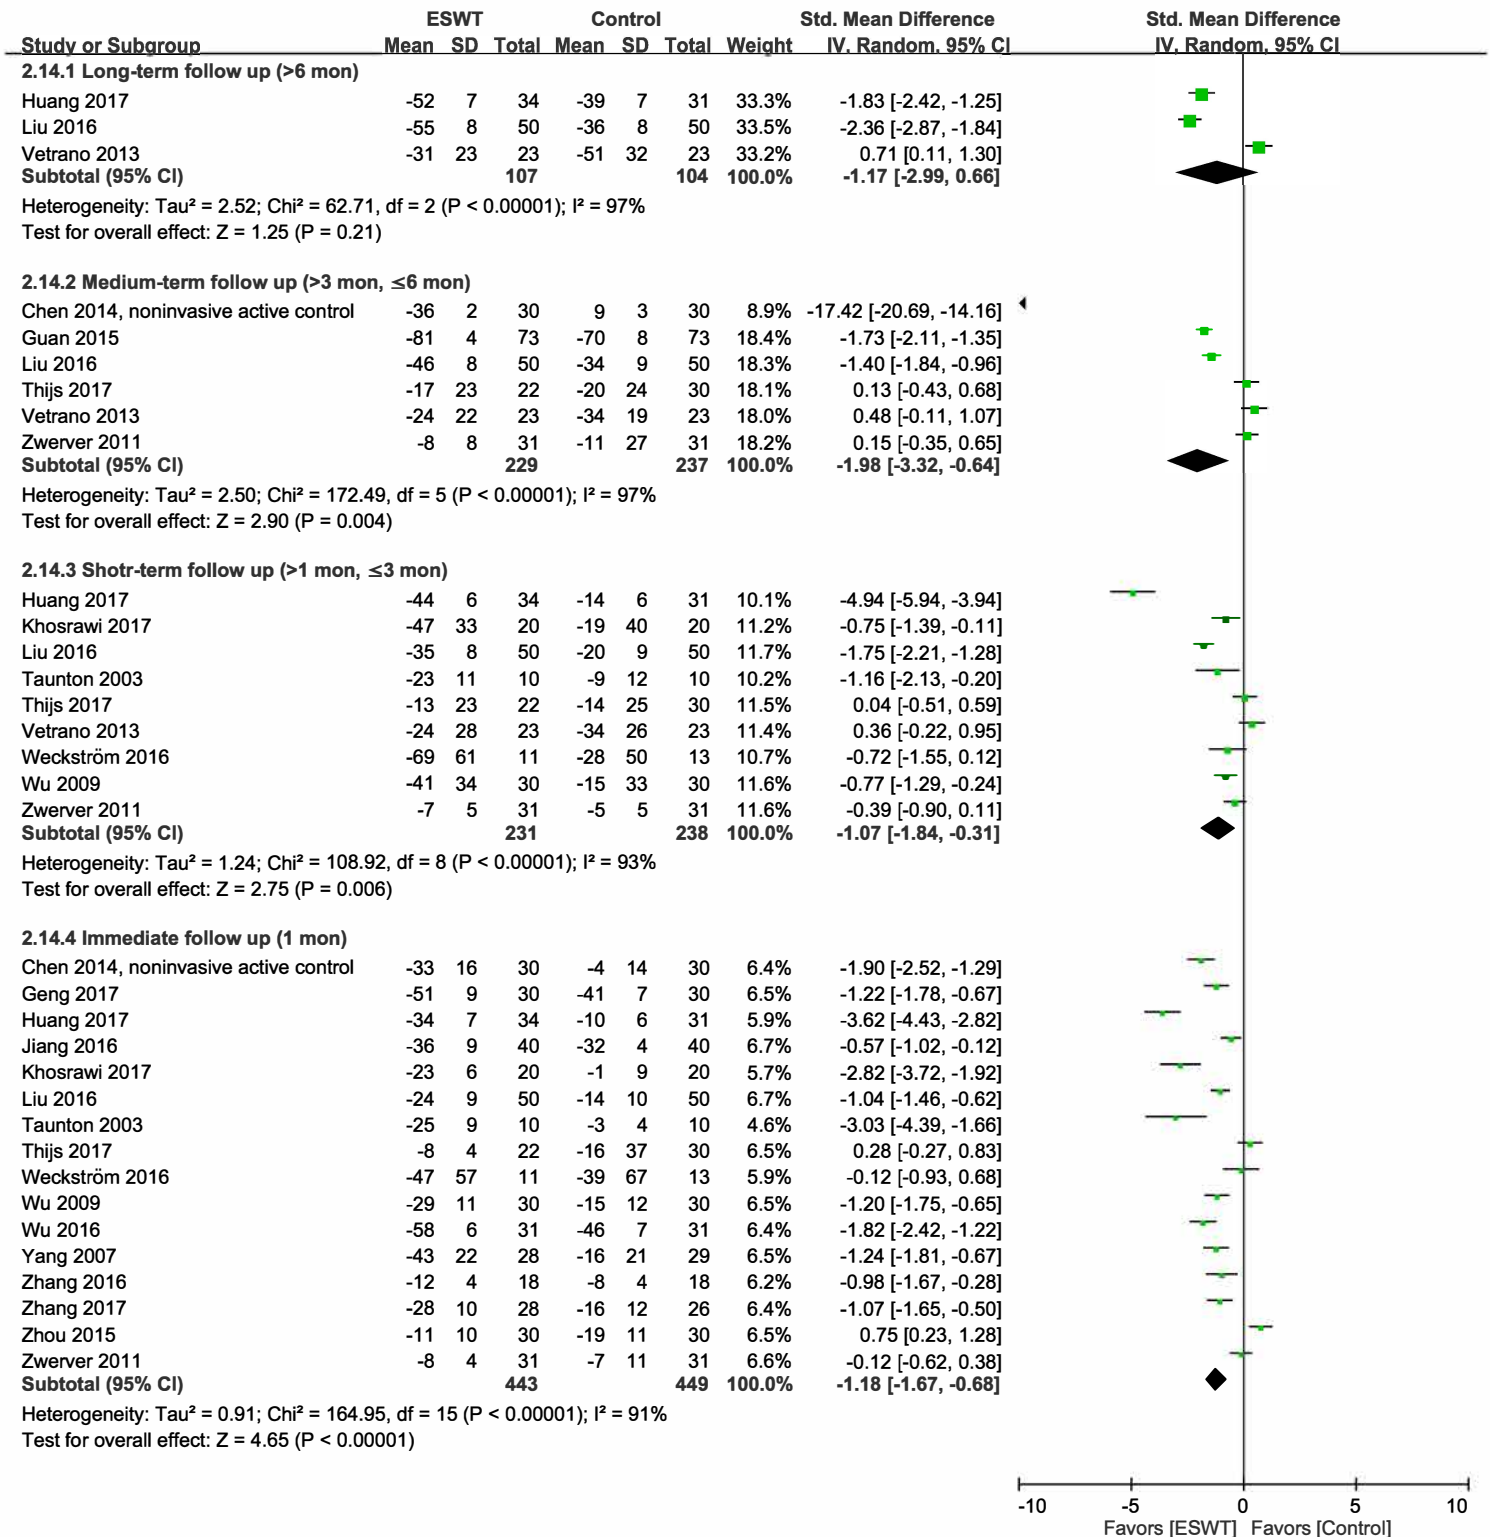 ESWT Control Std. Mean Difference Std. Mean Difference
Study or Subgroup Mean SD Total Mean SD Total Weight IV, Random, 95% CI IV, Random, 95% CI
2.14.1 Long-term follow up (>6 mon)
Huang 2017 -52 7 34 -39 7 31 33.3% -1.83 [-2.42, -1.25]
Liu 2016 -55 8 50 -36 8 50 33.5% -2.36 [-2.87, -1.84]
Vetrano 2013 -31 23 23 -51 32 23 33.2% 0.71 [0.11, 1.30]
Subtotal (95% CI) 107 104 100.0% -1.17 [-2.99, 0.66]
Heterogeneity: Tau² = 2.52; Chi² = 62.71, df = 2 (P < 0.00001); I² = 97%
Test for overall effect: Z = 1.25 (P = 0.21)
2.14.2 Medium-term follow up (>3 mon, ≤6 mon)
Chen 2014, noninvasive active control -36 2 30 9 3 30 8.9% -17.42 [-20.69, -14.16]
Guan 2015 -81 4 73 -70 8 73 18.4% -1.73 [-2.11, -1.35]
Liu 2016 -46 8 50 -34 9 50 18.3% -1.40 [-1.84, -0.96]
Thijs 2017 -17 23 22 -20 24 30 18.1% 0.13 [-0.43, 0.68]
Vetrano 2013 -24 22 23 -34 19 23 18.0% 0.48 [-0.11, 1.07]
Zwerver 2011 -8 8 31 -11 27 31 18.2% 0.15 [-0.35, 0.65]
Subtotal (95% CI) 229 237 100.0% -1.98 [-3.32, -0.64]
Heterogeneity: Tau² = 2.50; Chi² = 172.49, df = 5 (P < 0.00001); I² = 97%
Test for overall effect: Z = 2.90 (P = 0.004)
2.14.3 Shotr-term follow up (>1 mon, ≤3 mon)
Huang 2017 -44 6 34 -14 6 31 10.1% -4.94 [-5.94, -3.94]
Khosrawi 2017 -47 33 20 -19 40 20 11.2% -0.75 [-1.39, -0.11]
Liu 2016 -35 8 50 -20 9 50 11.7% -1.75 [-2.21, -1.28]
Taunton 2003 -23 11 10 -9 12 10 10.2% -1.16 [-2.13, -0.20]
Thijs 2017 -13 23 22 -14 25 30 11.5% 0.04 [-0.51, 0.59]
Vetrano 2013 -24 28 23 -34 26 23 11.4% 0.36 [-0.22, 0.95]
Weckström 2016 -69 61 11 -28 50 13 10.7% -0.72 [-1.55, 0.12]
Wu 2009 -41 34 30 -15 33 30 11.6% -0.77 [-1.29, -0.24]
Zwerver 2011 -7 5 31 -5 5 31 11.6% -0.39 [-0.90, 0.11]
Subtotal (95% CI) 231 238 100.0% -1.07 [-1.84, -0.31]
Heterogeneity: Tau² = 1.24; Chi² = 108.92, df = 8 (P < 0.00001); I² = 93%
Test for overall effect: Z = 2.75 (P = 0.006)
2.14.4 Immediate follow up (1 mon)
Chen 2014, noninvasive active control -33 16 30 -4 14 30 6.4% -1.90 [-2.52, -1.29]
Geng 2017 -51 9 30 -41 7 30 6.5% -1.22 [-1.78, -0.67]
Huang 2017 -34 7 34 -10 6 31 5.9% -3.62 [-4.43, -2.82]
Jiang 2016 -36 9 40 -32 4 40 6.7% -0.57 [-1.02, -0.12]
Khosrawi 2017 -23 6 20 -1 9 20 5.7% -2.82 [-3.72, -1.92]
Liu 2016 -24 9 50 -14 10 50 6.7% -1.04 [-1.46, -0.62]
Taunton 2003 -25 9 10 -3 4 10 4.6% -3.03 [-4.39, -1.66]
Thijs 2017 -8 4 22 -16 37 30 6.5% 0.28 [-0.27, 0.83]
Weckström 2016 -47 57 11 -39 67 13 5.9% -0.12 [-0.93, 0.68]
Wu 2009 -29 11 30 -15 12 30 6.5% -1.20 [-1.75, -0.65]
Wu 2016 -58 6 31 -46 7 31 6.4% -1.82 [-2.42, -1.22]
Yang 2007 -43 22 28 -16 21 29 6.5% -1.24 [-1.81, -0.67]
Zhang 2016 -12 4 18 -8 4 18 6.2% -0.98 [-1.67, -0.28]
Zhang 2017 -28 10 28 -16 12 26 6.4% -1.07 [-1.65, -0.50]
Zhou 2015 -11 10 30 -19 11 30 6.5% 0.75 [0.23, 1.28]
Zwerver 2011 -8 4 31 -7 11 31 6.6% -0.12 [-0.62, 0.38]
Subtotal (95% CI) 443 449 100.0% -1.18 [-1.67, -0.68]
Heterogeneity: Tau² = 0.91; Chi² = 164.95, df = 15 (P < 0.00001); I² = 91%
Test for overall effect: Z = 4.65 (P < 0.00001)
-10 -5 0 5 10
Favors [ESWT] Favors [Control]